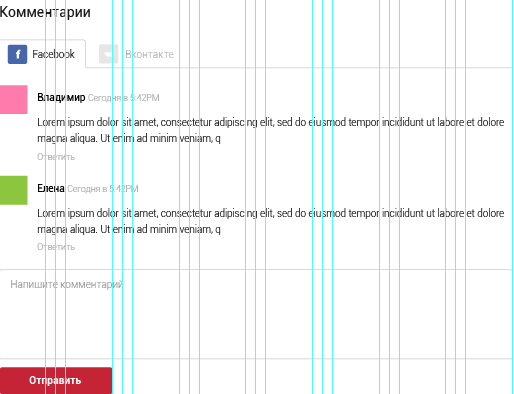 Комментарии
Facebook
Вконтакте
Владимир Сегодня в 5:42PM
Lorem ipsum dolor sit amet, consectetur adipiscing elit, sed do eiusmod tempor incididunt ut labore et dolore
magna aliqua. Ut enim ad minim veniam, q
Ответить
Елена Сегодня в 5:42PM
Lorem ipsum dolor sit amet, consectetur adipiscing elit, sed do eiusmod tempor incididunt ut labore et dolore
magna aliqua. Ut enim ad minim veniam, q
Ответить
Напишите комментарий
Отправить